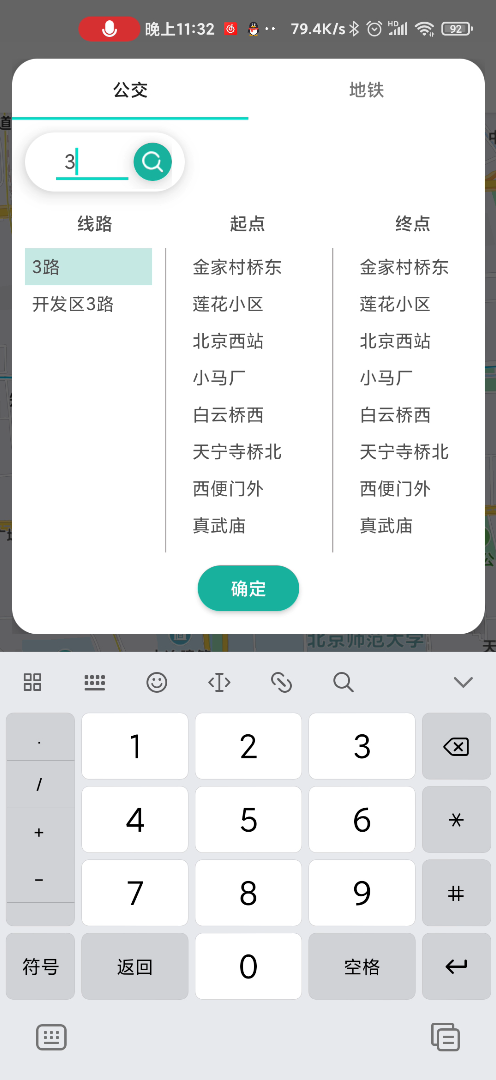 晚上11:32 79.4K/s HD 92
公交 地铁
3
线路 起点 终点
3路 金家村桥东 金家村桥东
开发区3路 莲花小区 莲花小区
北京西站 北京西站
小马厂 小马厂
白云桥西 白云桥西
天宁寺桥北 天宁寺桥北
西便门外 西便门外
真武庙 真武庙
确定
北京师范大学
. 1 2 3
/
+ 4 5 6 *
- 7 8 9 #
符号 返回 0 空格